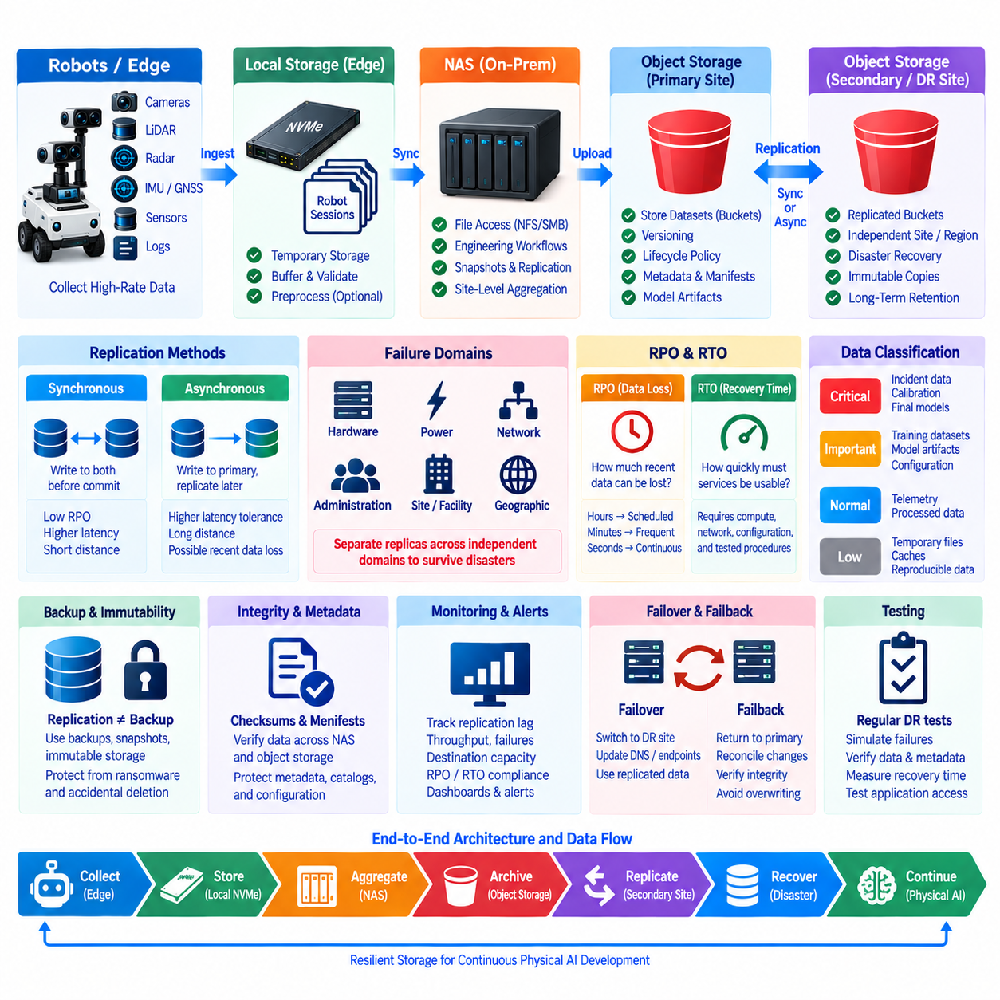 Robots / Edge
Cameras
LiDAR
Radar
IMU / GNSS
Sensors
Logs
Collect High-Rate Data
Ingest
Local Storage (Edge)
NVMe
Robot
Sessions
Temporary Storage
Buffer & Validate
Preprocess (Optional)
Sync
NAS (On-Prem)
File Access (NFS/SMB)
Engineering Workflows
Snapshots & Replication
Site-Level Aggregation
Upload
Object Storage
(Primary Site)
Store Datasets (Buckets)
Versioning
Lifecycle Policy
Metadata & Manifests
Model Artifacts
Replication
Sync
or
Async
Object Storage
(Secondary / DR Site)
Replicated Buckets
Independent Site / Region
Disaster Recovery
Immutable Copies
Long-Term Retention
Replication Methods
Synchronous
Write to both
before commit
Low RPO
Higher latency
Short distance
Asynchronous
Write to primary,
replicate later
Higher latency tolerance
Long distance
Possible recent data loss
Failure Domains
Hardware
Power
Network
Administration
Site / Facility
Geographic
Separate replicas across independent
domains to survive disasters
RPO & RTO
RPO (Data Loss)
How much recent
data can be lost?
Hours → Scheduled
Minutes → Frequent
Seconds → Continuous
RTO (Recovery Time)
How quickly must
services be usable?
Requires compute,
network, configuration,
and tested procedures
Data Classification
Critical
Incident data
Calibration
Final models
Important
Training datasets
Model artifacts
Configuration
Normal
Telemetry
Processed data
Low
Temporary files
Caches
Reproducible data
Backup & Immutability
Replication ≠ Backup
Use backups, snapshots,
immutable storage
Protect from ransomware
and accidental deletion
Integrity & Metadata
Checksums & Menifests
Verify data across NAS
and object storage
Protect metadata, catalogs,
and configuration
Monitoring & Alerts
Track replication lag
Throughput, failures
Destination capacity
RPO / RTO compliance
Dashboards & alerts
Failover & Failback
Failover
Switch to DR site
Update DNS / endpoints
Use replicated data
Failback
Return to primary
Reconcile changes
Verify integrity
Avoid overwriting
Testing
Regular DR tests
Simulate failures
Verify data & metadata
Measure recovery time
Test application access
End-to-End Architecture and Data Flow
Collect
(Edge)
Store
(Local NVMe)
Aggregate
(NAS)
Archive
(Object Storage)
Replicate
(Secondary Site)
Recover
(Disaster)
Continue
(Physical AI)
Resilient Storage for Continuous Physical AI Development